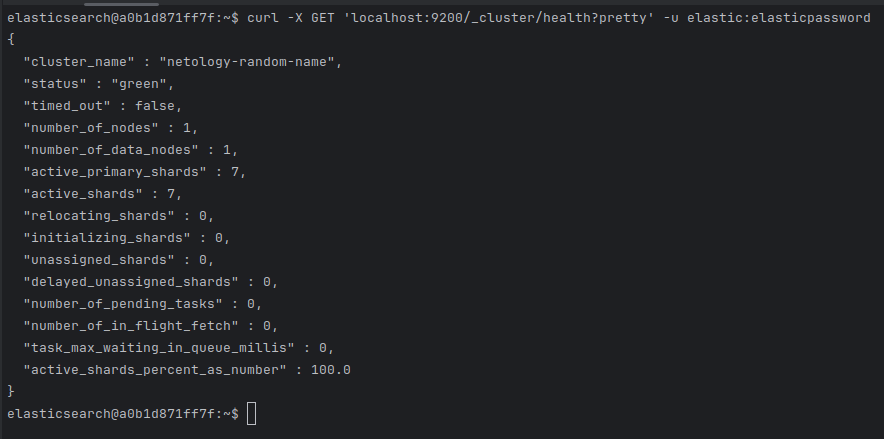 elasticsearch@a0b1d871ff7f:~$ curl -X GET 'localhost:9200/_cluster/health?pretty' -u elastic:elasticpassword
{
  "cluster_name" : "netology-random-name",
  "status" : "green",
  "timed_out" : false,
  "number_of_nodes" : 1,
  "number_of_data_nodes" : 1,
  "active_primary_shards" : 7,
  "active_shards" : 7,
  "relocating_shards" : 0,
  "initializing_shards" : 0,
  "unassigned_shards" : 0,
  "delayed_unassigned_shards" : 0,
  "number_of_pending_tasks" : 0,
  "number_of_in_flight_fetch" : 0,
  "task_max_waiting_in_queue_millis" : 0,
  "active_shards_percent_as_number" : 100.0
}
elasticsearch@a0b1d871ff7f:~$